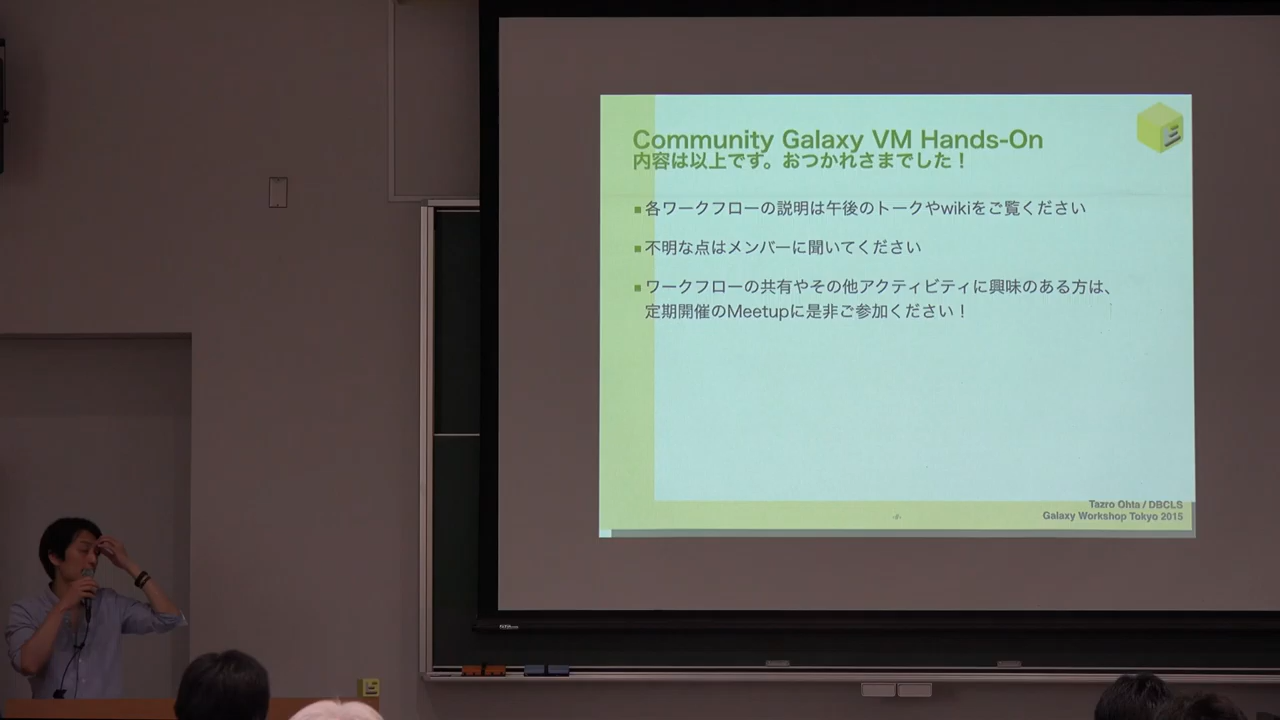 Community Galaxy VM Hands-On
内容は以上です。おつかれさまでした！
各ワークフローの説明は午後のトークやwikiをご覧ください
不明な点はメンバーに聞いてください
ワークフローの共有やその他アクティビティに興味のある方は、
定期開催のMeetupに是非ご参加ください！
Tazro Ohta / DBCLS
Galaxy Workshop Tokyo 2015